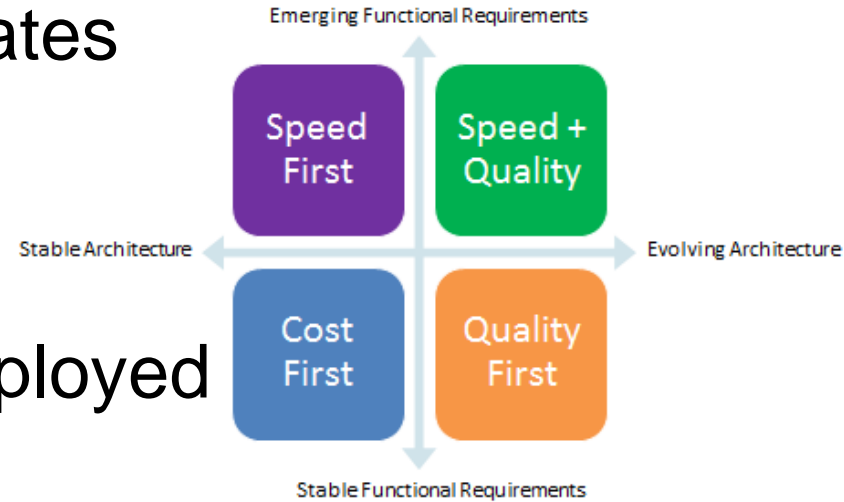 Emerging Functional Requirements
ates
Speed
First
Speed +
Quality
Stable Architecture
Evolving Architecture
Cost
First
Quality
First
ployed
Stable Functional Requirements